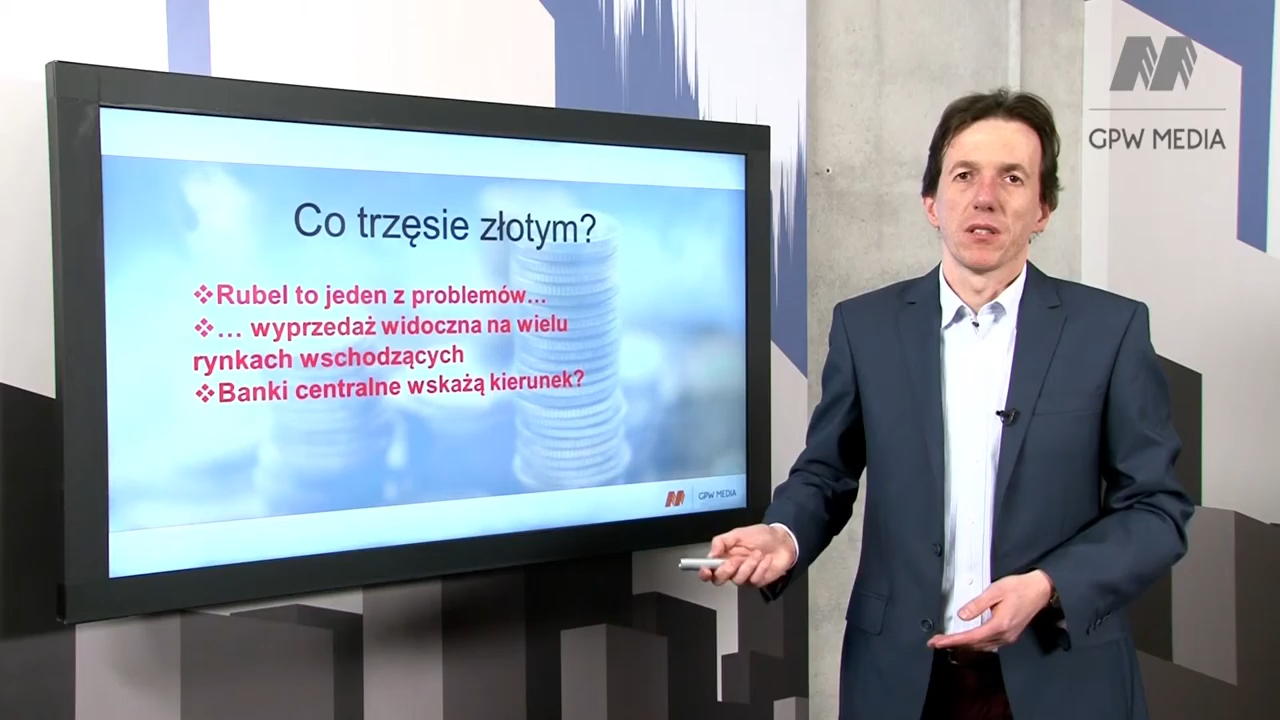 GPW MEDIA
Co trzęsie złotym?
❖Rubel to jeden z problemów...
❖... wyprzedaż widoczna na wielu
rynkach wschodzących
❖Banki centralne wskażą kierunek?
GPW MEDIA